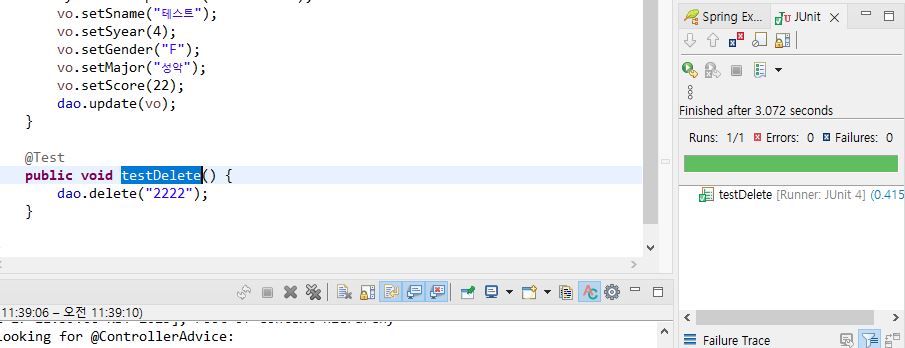 vo.setSname("테스트");
vo.setSyear(4);
vo.setGender("F");
vo.setMajor("성악");
vo.setScore(22);
dao.update(vo);
}
@Test
public void testDelete() {
dao.delete("2222");
}
11:39:06 – 오전 11:39:10)
ooking for @ControllerAdvice:
Spring Ex...
JUnit
Finished after 3.072 seconds
Runs: 1/1 Errors: 0 Failures: 0
testDelete [Runner: JUnit 4] (0.415
Failure Trace